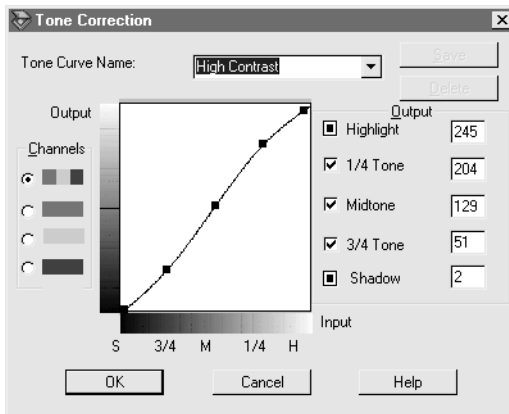 Tone Correction
Tone Curve Name:
High Contrast
Save
Delete
Output
Channels
Output
Highlight 245
1/4 Tone 204
Midtone 129
3/4 Tone 51
Shadow 2
Input
S 3/4 M 1/4 H
OK Cancel Help